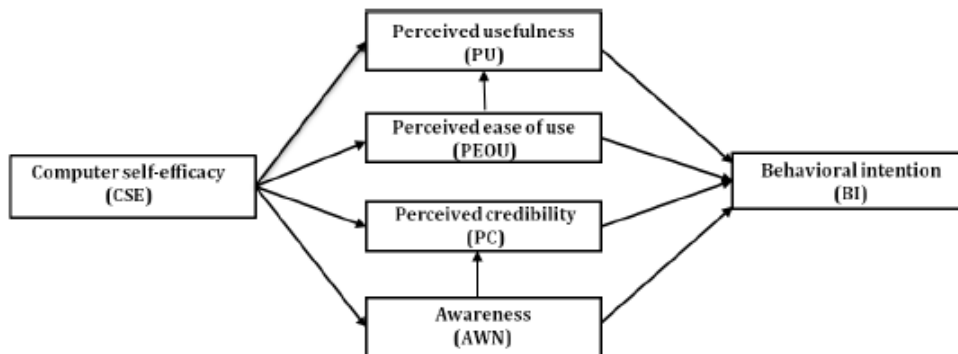 Perceived usefulness
(PU)
Perceived ease of use
(PEOU)
Computer self-efficacy
(CSE)
Behavioral intention
(BI)
Perceived credibility
(PC)
Awareness
(AWN)